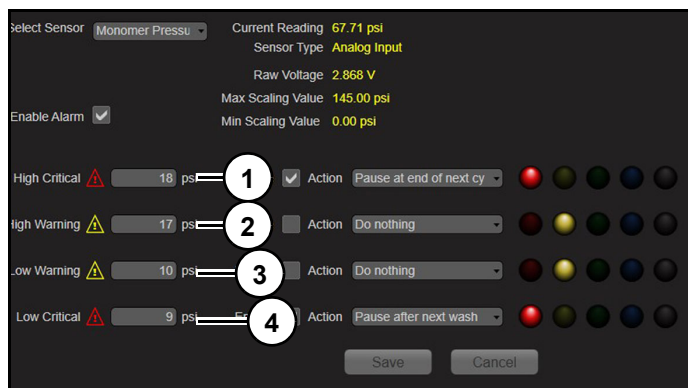 Select Sensor Monomer Pressu Current Reading 67.71 psi
Sensor Type Analog Input
Raw Voltage 2.868 V
Max Scaling Value 145.00 psi
Enable Alarm Min Scaling Value 0.00 psi
High Critical 18 psi 1 Action Pause at end of next cy
High Warning 17 psi 2 Action Do nothing
Low Warning 10 psi 3 Action Do nothing
Low Critical 9 psi 4 Action Pause after next wash
Save Cancel